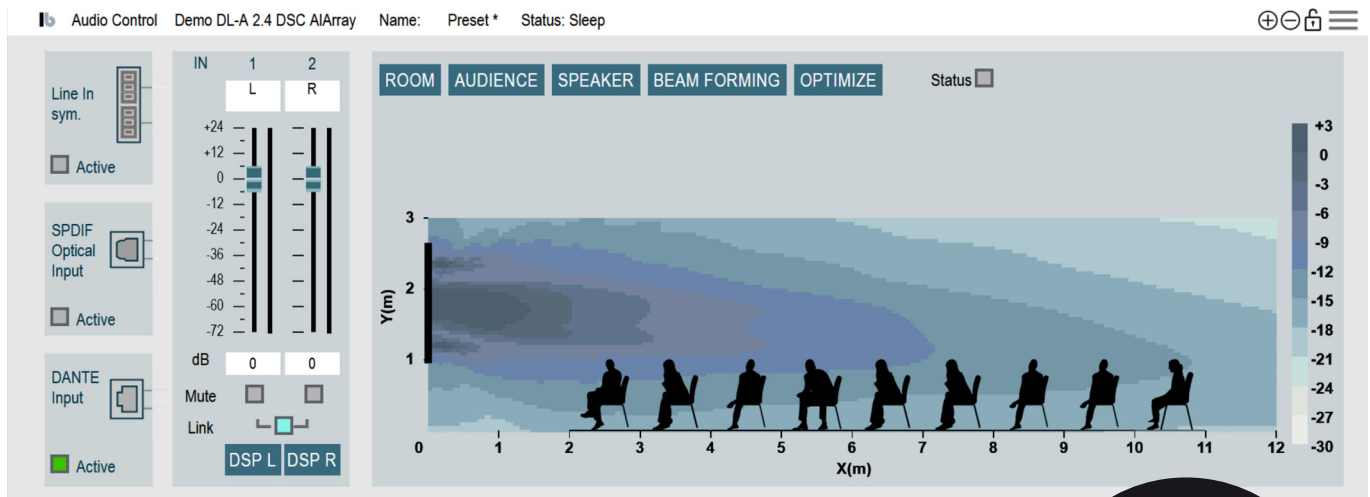 lb Audio Control Demo DL-A 2.4 DSC AIArray Name: Preset * Status: Sleep
Line In
sym.
Active
SPDIF
Optical
Input
Active
DANTE
Input
Active
IN 1 2
L R
+24
+12
0
-12
-24
-36
-48
-60
-72
dB 0 0
Mute
Link
DSP L DSP R
ROOM AUDIENCE SPEAKER BEAM FORMING OPTIMIZE Status
3
2
1
Y(m)
0 1 2 3 4 5 6 7 8 9 10 11 12
X(m)
+3
0
-3
-6
-9
-12
-15
-18
-21
-24
-27
-30